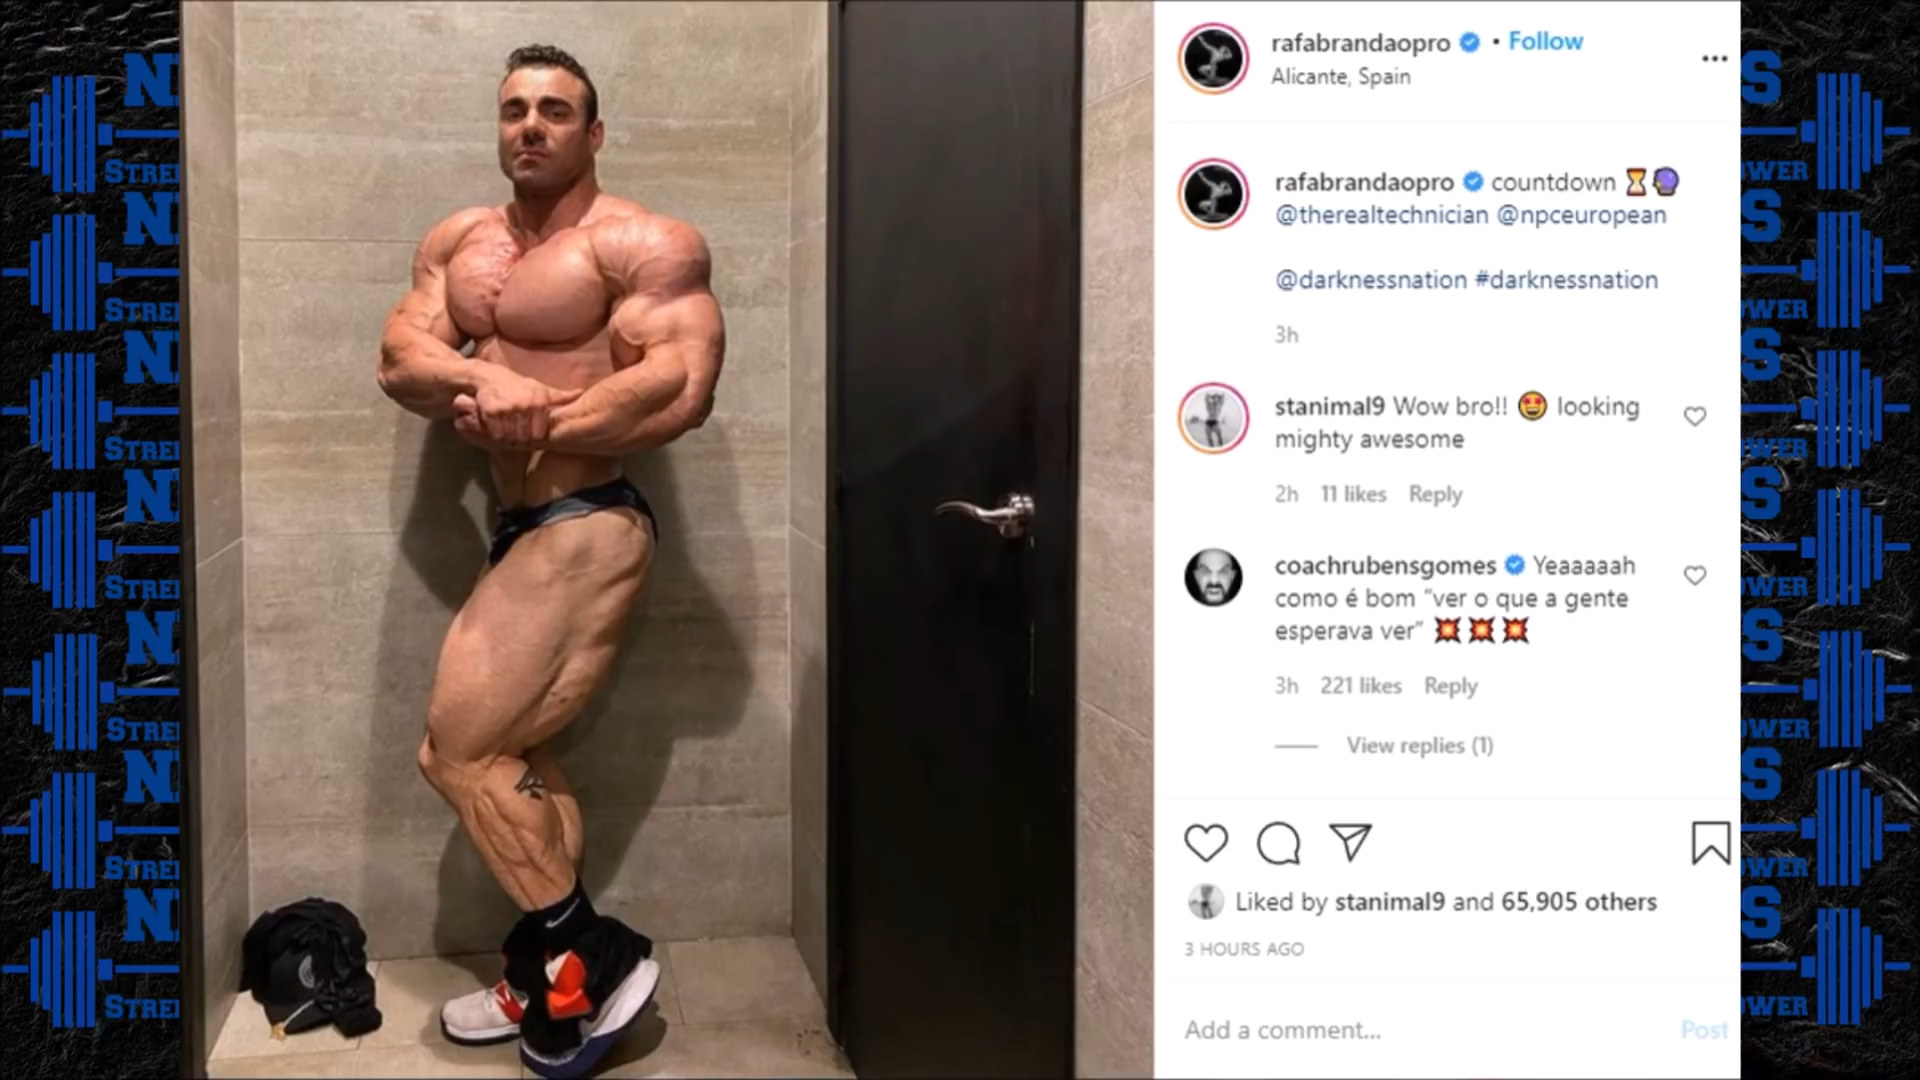 rafabrandaopro • Follow
Alicante, Spain
rafabrandaopro countdown ⏳🔮
@therealtechnician @npceuropean
@darknessnation #darknessnation
3h
stanimal9 Wow bro!! 🤩 looking
mighty awesome
2h 11 likes Reply
coachrubensgomes Yeaaaaah
como é bom “ver o que a gente
esperava ver” 💥💥💥
3h 221 likes Reply
View replies (1)
Liked by stanimal9 and 65,905 others
3 HOURS AGO
Add a comment...
Post